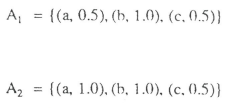 A₁ = {(a, 0.5), (b, 1.0), (c, 0.5)}
A₂ = {(a, 1.0), (b, 1.0), (c, 0.5)}